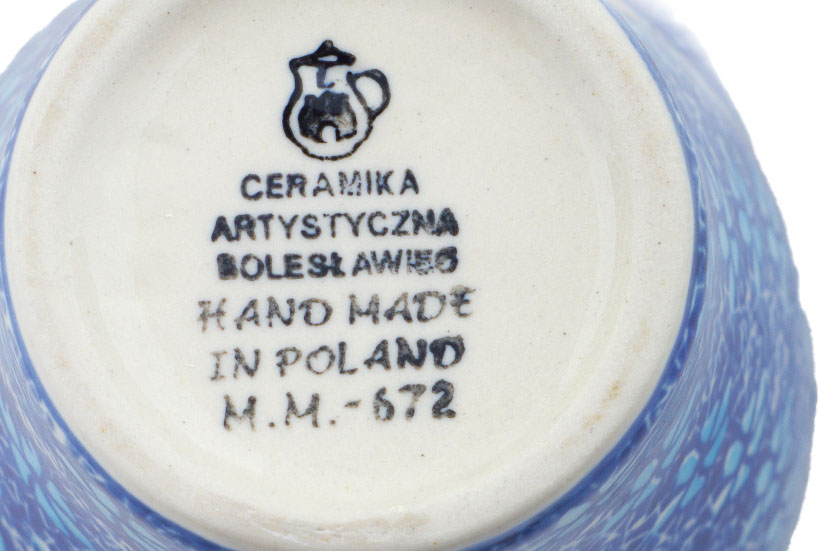 CERAMIKA
ARTYSTYCZNA
BOLESŁAWIEC
HAND MADE
IN POLAND
M.M.-672